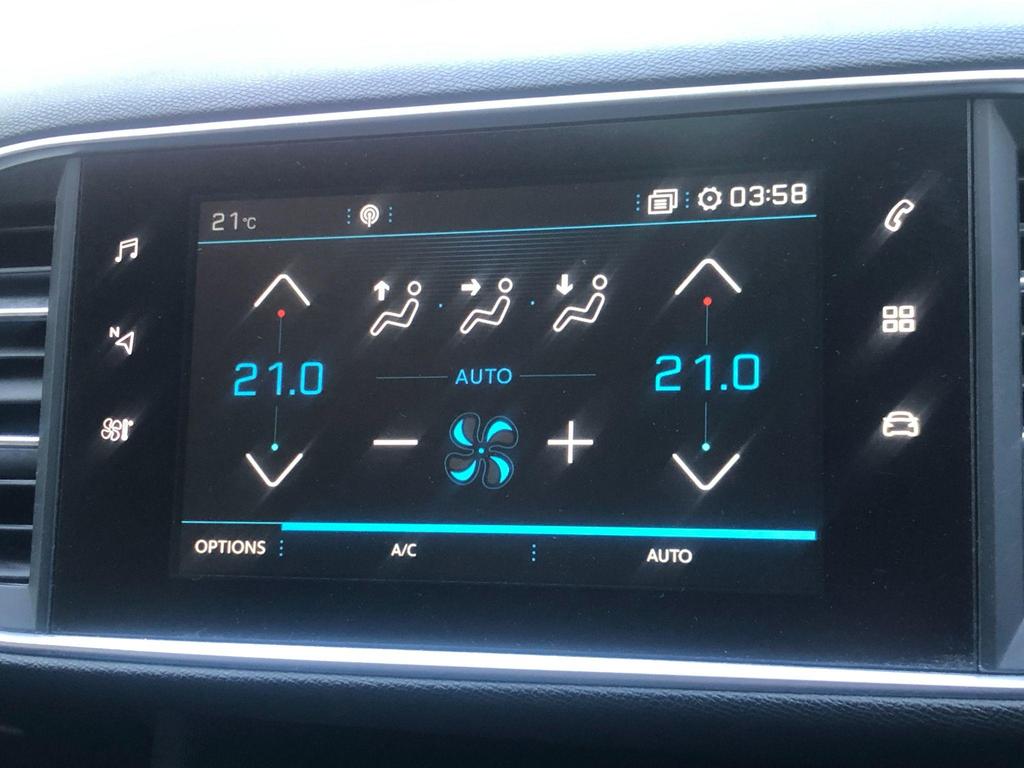 21°C 03:58
N
21.0 AUTO 21.0
OPTIONS A/C AUTO